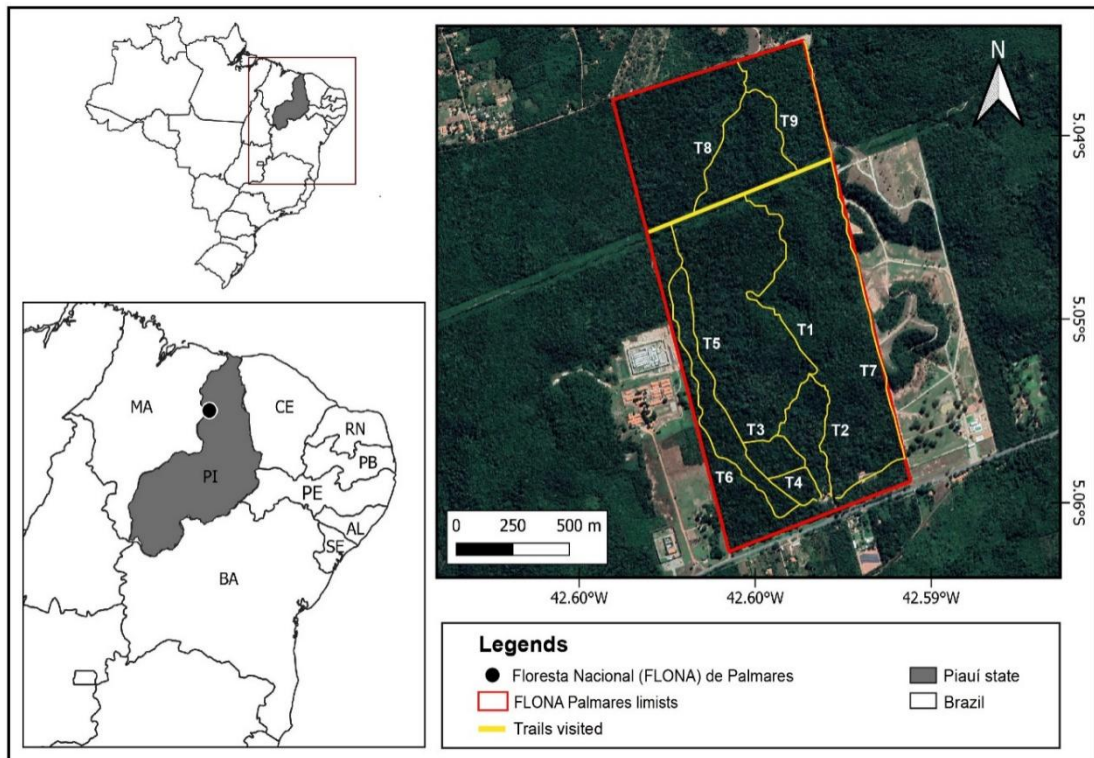 MA
CE
RN
PB
PI
PE
AL
SE
BA
N
T8
T9
T1
T5
T7
T3
T2
T4
T6
0 250 500 m
5.04°S
5.05°S
5.06°S
42.60°W 42.60°W 42.59°W
Legends
Floresta Nacional (FLONA) de Palmares
Piauí state
FLONA Palmares limists
Brazil
Trails visited